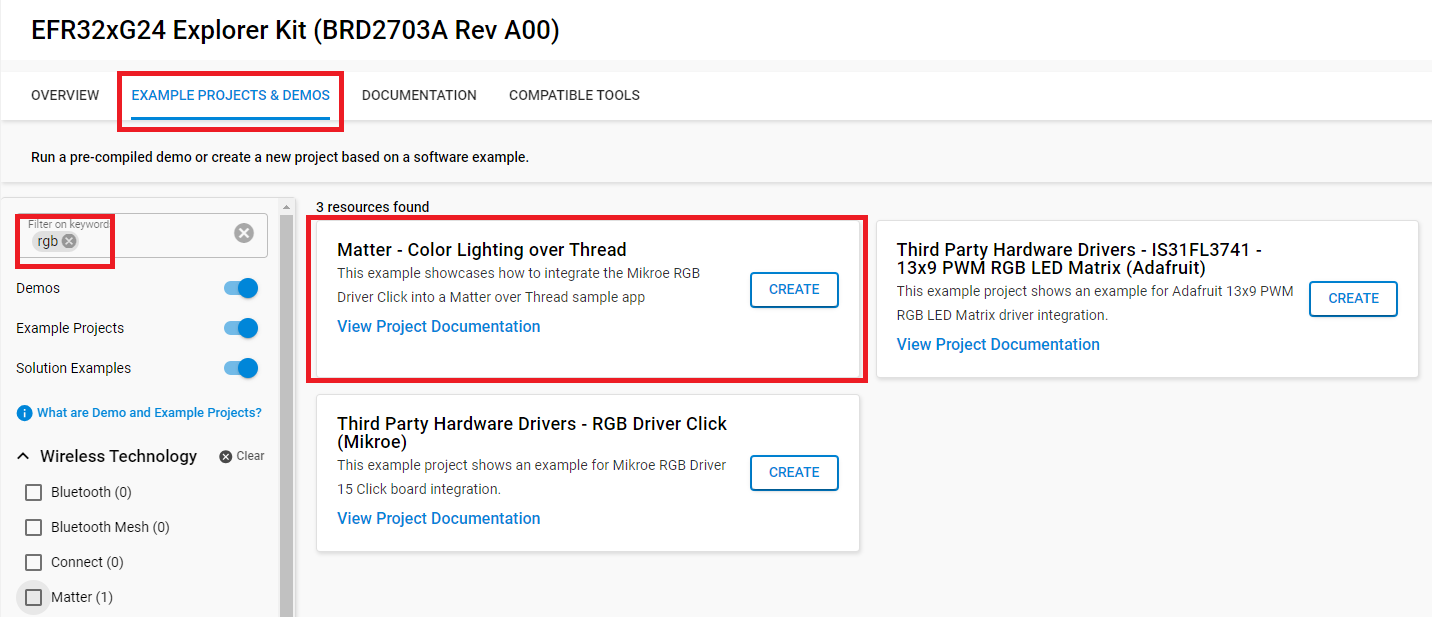 EFR32xG24 Explorer Kit (BRD2703A Rev A00)
OVERVIEW
EXAMPLE PROJECTS & DEMOS
DOCUMENTATION
COMPATIBLE TOOLS
Run a pre-compiled demo or create a new project based on a software example.
Filter on keyword
rgb
Demos
Example Projects
Solution Examples
What are Demo and Example Projects?
Wireless Technology
Clear
Bluetooth (0)
Bluetooth Mesh (0)
Connect (0)
Matter (1)
3 resources found
Matter - Color Lighting over Thread
This example showcases how to integrate the Mikroe RGB
Driver Click into a Matter over Thread sample app
View Project Documentation
CREATE
Third Party Hardware Drivers - IS31FL3741 -
13x9 PWM RGB LED Matrix (Adafruit)
This example project shows an example for Adafruit 13x9 PWM
RGB LED Matrix driver integration.
View Project Documentation
CREATE
Third Party Hardware Drivers - RGB Driver Click
(Mikroe)
This example project shows an example for Mikroe RGB Driver
15 Click board integration.
View Project Documentation
CREATE